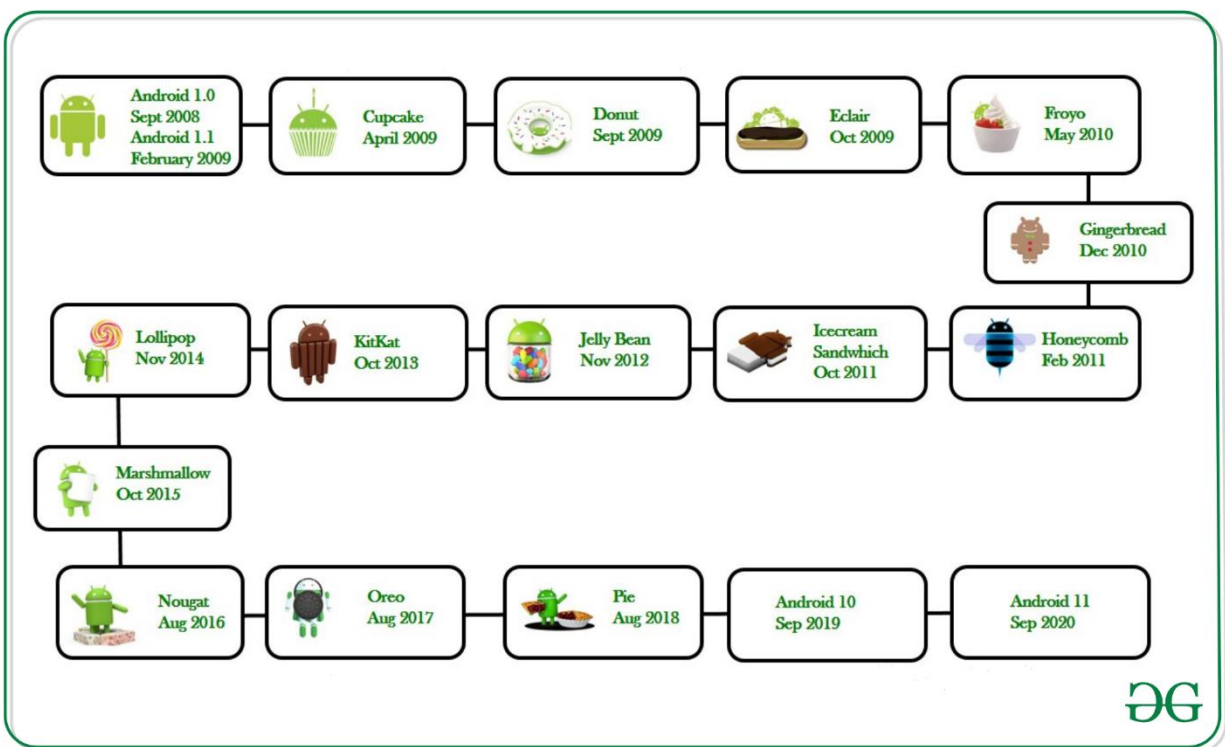 Android 1.0
Sept 2008
Android 1.1
February 2009
Cupcake
April 2009
Donut
Sept 2009
Eclair
Oct 2009
Froyo
May 2010
Gingerbread
Dec 2010
Honeycomb
Feb 2011
Icecream
Sandwhich
Oct 2011
Jelly Bean
Nov 2012
KitKat
Oct 2013
Lollipop
Nov 2014
Marshmallow
Oct 2015
Nougat
Aug 2016
Oreo
Aug 2017
Pie
Aug 2018
Android 10
Sep 2019
Android 11
Sep 2020